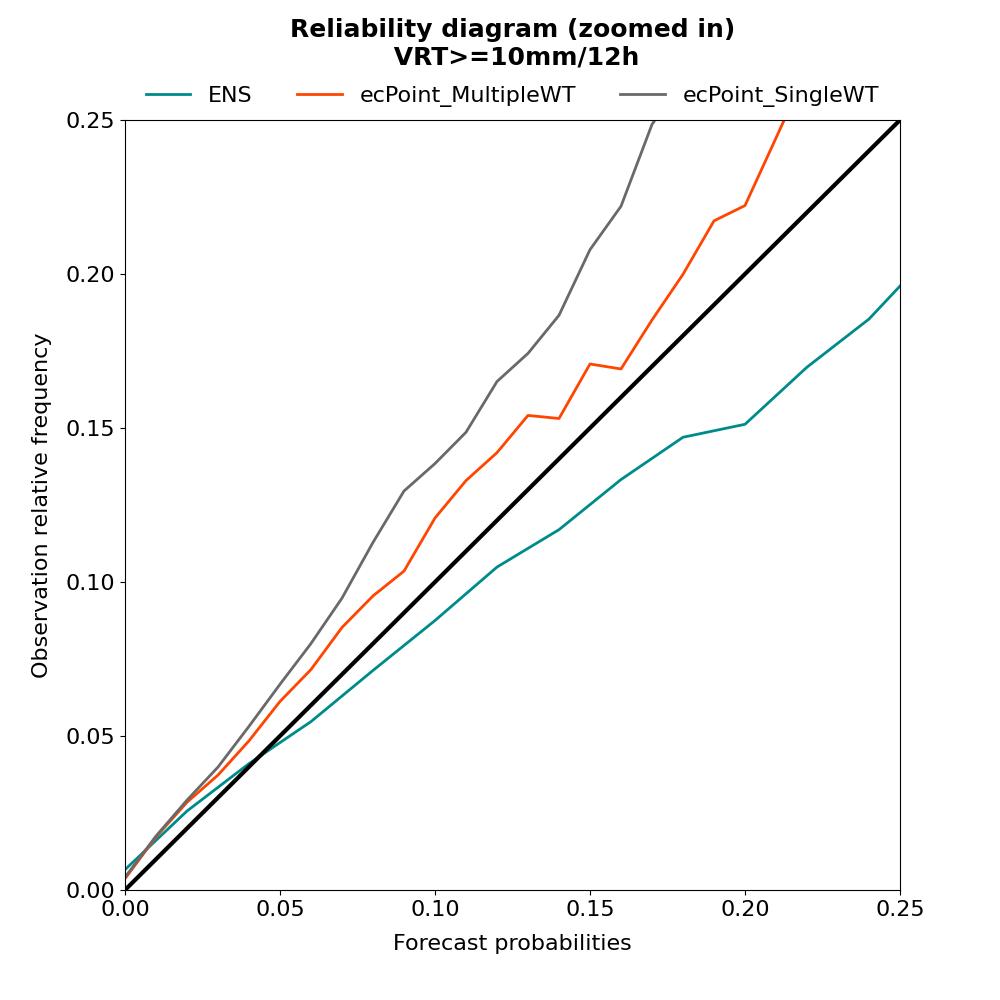 Reliability diagram (zoomed in)
VRT>=10mm/12h
ENS ecPoint_MultipleWT ecPoint_SingleWT
0.25
0.20
0.15
0.10
0.05
0.00
Observation relative frequency
0.00 0.05 0.10 0.15 0.20 0.25
Forecast probabilities